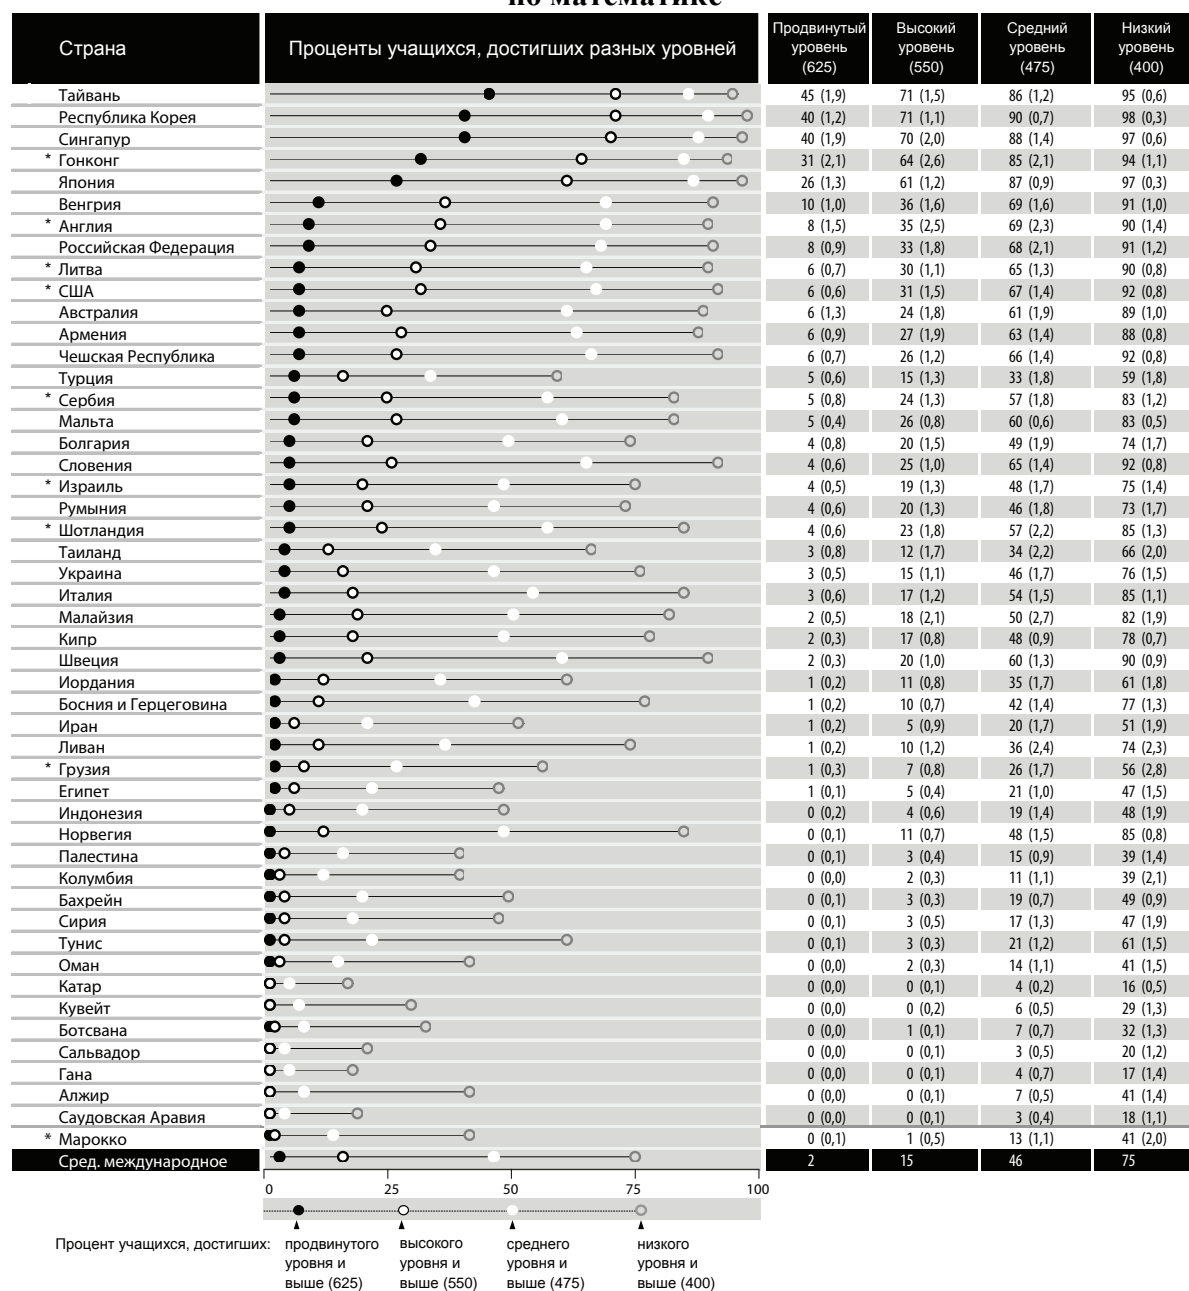 по математике
Страна Проценты учащихся, достигших разных уровней Продвинутый уровень (625) Высокий уровень (550) Средний уровень (475) Низкий уровень (400)
Тайвань 45 (1,9) 71 (1,5) 86 (1,2) 95 (0,6)
Республика Корея 40 (1,2) 71 (1,1) 90 (0,7) 98 (0,3)
Сингапур 40 (1,9) 70 (2,0) 88 (1,4) 97 (0,6)
* Гонконг 31 (2,1) 64 (2,6) 85 (2,1) 94 (1,1)
Япония 26 (1,3) 61 (1,2) 87 (0,9) 97 (0,3)
Венгрия 10 (1,0) 36 (1,6) 69 (1,6) 91 (1,0)
* Англия 8 (1,5) 35 (2,5) 69 (2,3) 90 (1,4)
Российская Федерация 8 (0,9) 33 (1,8) 68 (2,1) 91 (1,2)
* Литва 6 (0,7) 30 (1,1) 65 (1,3) 90 (0,8)
* США 6 (0,6) 31 (1,5) 67 (1,4) 92 (0,8)
Австралия 6 (1,3) 24 (1,8) 61 (1,9) 89 (1,0)
Армения 6 (0,9) 27 (1,9) 63 (1,4) 88 (0,8)
Чешская Республика 6 (0,7) 26 (1,2) 66 (1,4) 92 (0,8)
Турция 5 (0,6) 15 (1,3) 33 (1,8) 59 (1,8)
* Сербия 5 (0,8) 24 (1,3) 57 (1,8) 83 (1,2)
Мальта 5 (0,4) 26 (0,8) 60 (0,6) 83 (0,5)
Болгария 4 (0,8) 20 (1,5) 49 (1,9) 74 (1,7)
Словения 4 (0,6) 25 (1,0) 65 (1,4) 92 (0,8)
* Израиль 4 (0,5) 19 (1,3) 48 (1,7) 75 (1,4)
Румыния 4 (0,6) 20 (1,3) 46 (1,8) 73 (1,7)
* Шотландия 4 (0,6) 23 (1,8) 57 (2,2) 85 (1,3)
Таиланд 3 (0,8) 12 (1,7) 34 (2,2) 66 (2,0)
Украина 3 (0,5) 15 (1,1) 46 (1,7) 76 (1,5)
Италия 3 (0,6) 17 (1,2) 54 (1,5) 85 (1,1)
Малайзия 2 (0,5) 18 (2,1) 50 (2,7) 82 (1,9)
Кипр 2 (0,3) 17 (0,8) 48 (0,9) 78 (0,7)
Швеция 2 (0,3) 20 (1,0) 60 (1,3) 90 (0,9)
Иордания 1 (0,2) 11 (0,8) 35 (1,7) 61 (1,8)
Босния и Герцеговина 1 (0,2) 10 (0,7) 42 (1,4) 77 (1,3)
Иран 1 (0,2) 5 (0,9) 20 (1,7) 51 (1,9)
Ливан 1 (0,2) 10 (1,2) 36 (2,4) 74 (2,3)
* Грузия 1 (0,3) 7 (0,8) 26 (1,7) 56 (2,8)
Египет 1 (0,1) 5 (0,4) 21 (1,0) 47 (1,5)
Индонезия 0 (0,2) 4 (0,6) 19 (1,4) 48 (1,9)
Норвегия 0 (0,1) 11 (0,7) 48 (1,5) 85 (0,8)
Палестина 0 (0,1) 3 (0,4) 15 (0,9) 39 (1,4)
Колумбия 0 (0,0) 2 (0,3) 11 (1,1) 39 (2,1)
Бахрейн 0 (0,1) 3 (0,3) 19 (0,7) 49 (0,9)
Сирия 0 (0,1) 3 (0,5) 17 (1,3) 47 (1,9)
Тунис 0 (0,1) 3 (0,3) 21 (1,2) 61 (1,5)
Оман 0 (0,0) 2 (0,3) 14 (1,1) 41 (1,5)
Катар 0 (0,0) 0 (0,1) 4 (0,2) 16 (0,5)
Кувейт 0 (0,0) 0 (0,2) 6 (0,5) 29 (1,3)
Ботсвана 0 (0,0) 1 (0,1) 7 (0,7) 32 (1,3)
Сальвадор 0 (0,0) 0 (0,1) 3 (0,5) 20 (1,2)
Гана 0 (0,0) 0 (0,1) 4 (0,7) 17 (1,4)
Алжир 0 (0,0) 0 (0,1) 7 (0,5) 41 (1,4)
Саудовская Аравия 0 (0,0) 0 (0,1) 3 (0,4) 18 (1,1)
* Марокко 0 (0,1) 1 (0,5) 13 (1,1) 41 (2,0)
Сред. международное 2 15 46 75
0 25 50 75 100
Процент учащихся, достигших: продвинутого высокого среднего низкого
уровня и уровня и уровня и уровня и
выше (625) выше (550) выше (475) выше (400)